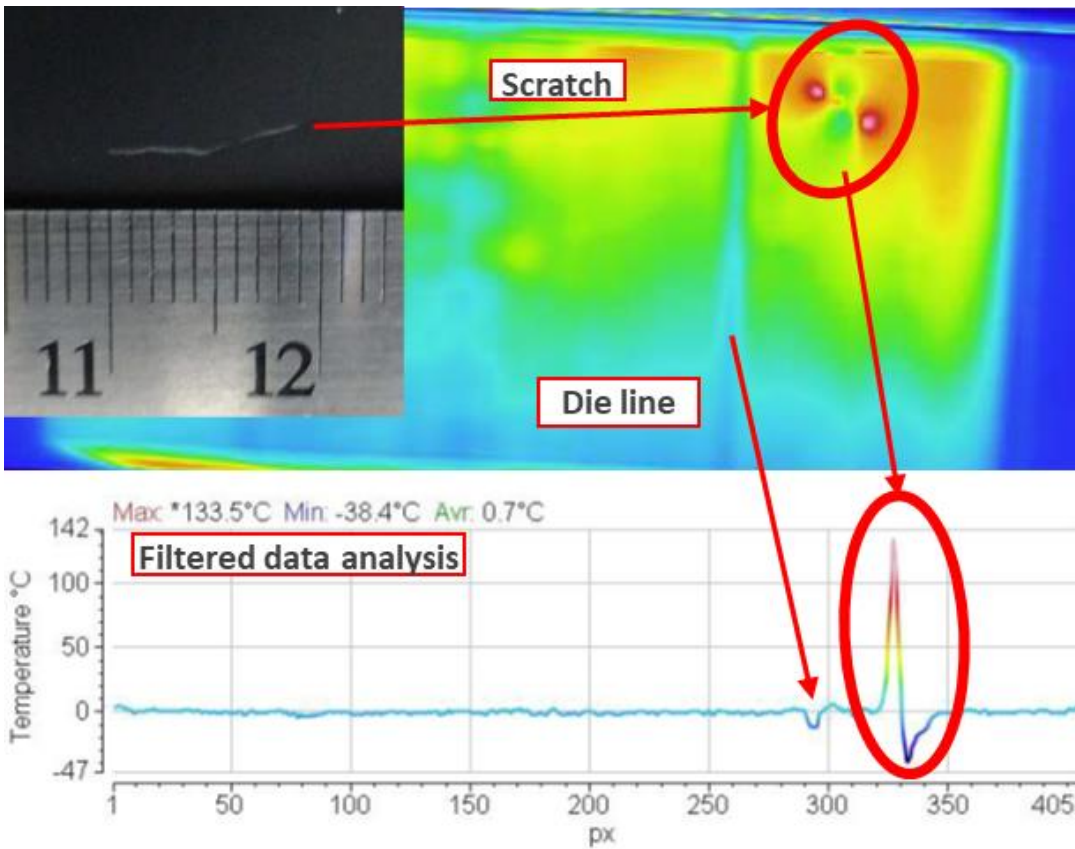 Scratch
11 12
Die line
Max: *133.5°C Min: -38.4°C Avr: 0.7°C
142
Filtered data analysis
100
50
0
-47
Temperature °C
1 50 100 150 200 250 300 350 405
px